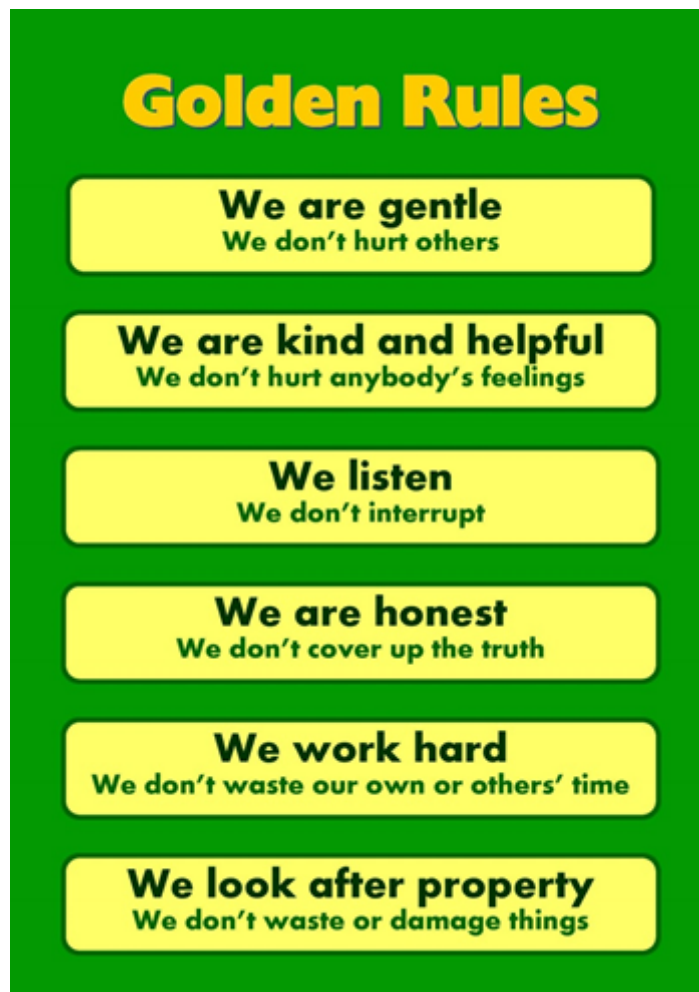 Golden Rules
We are gentle
We don’t hurt others
We are kind and helpful
We don’t hurt anybody’s feelings
We listen
We don’t interrupt
We are honest
We don’t cover up the truth
We work hard
We don’t waste our own or others’ time
We look after property
We don’t waste or damage things